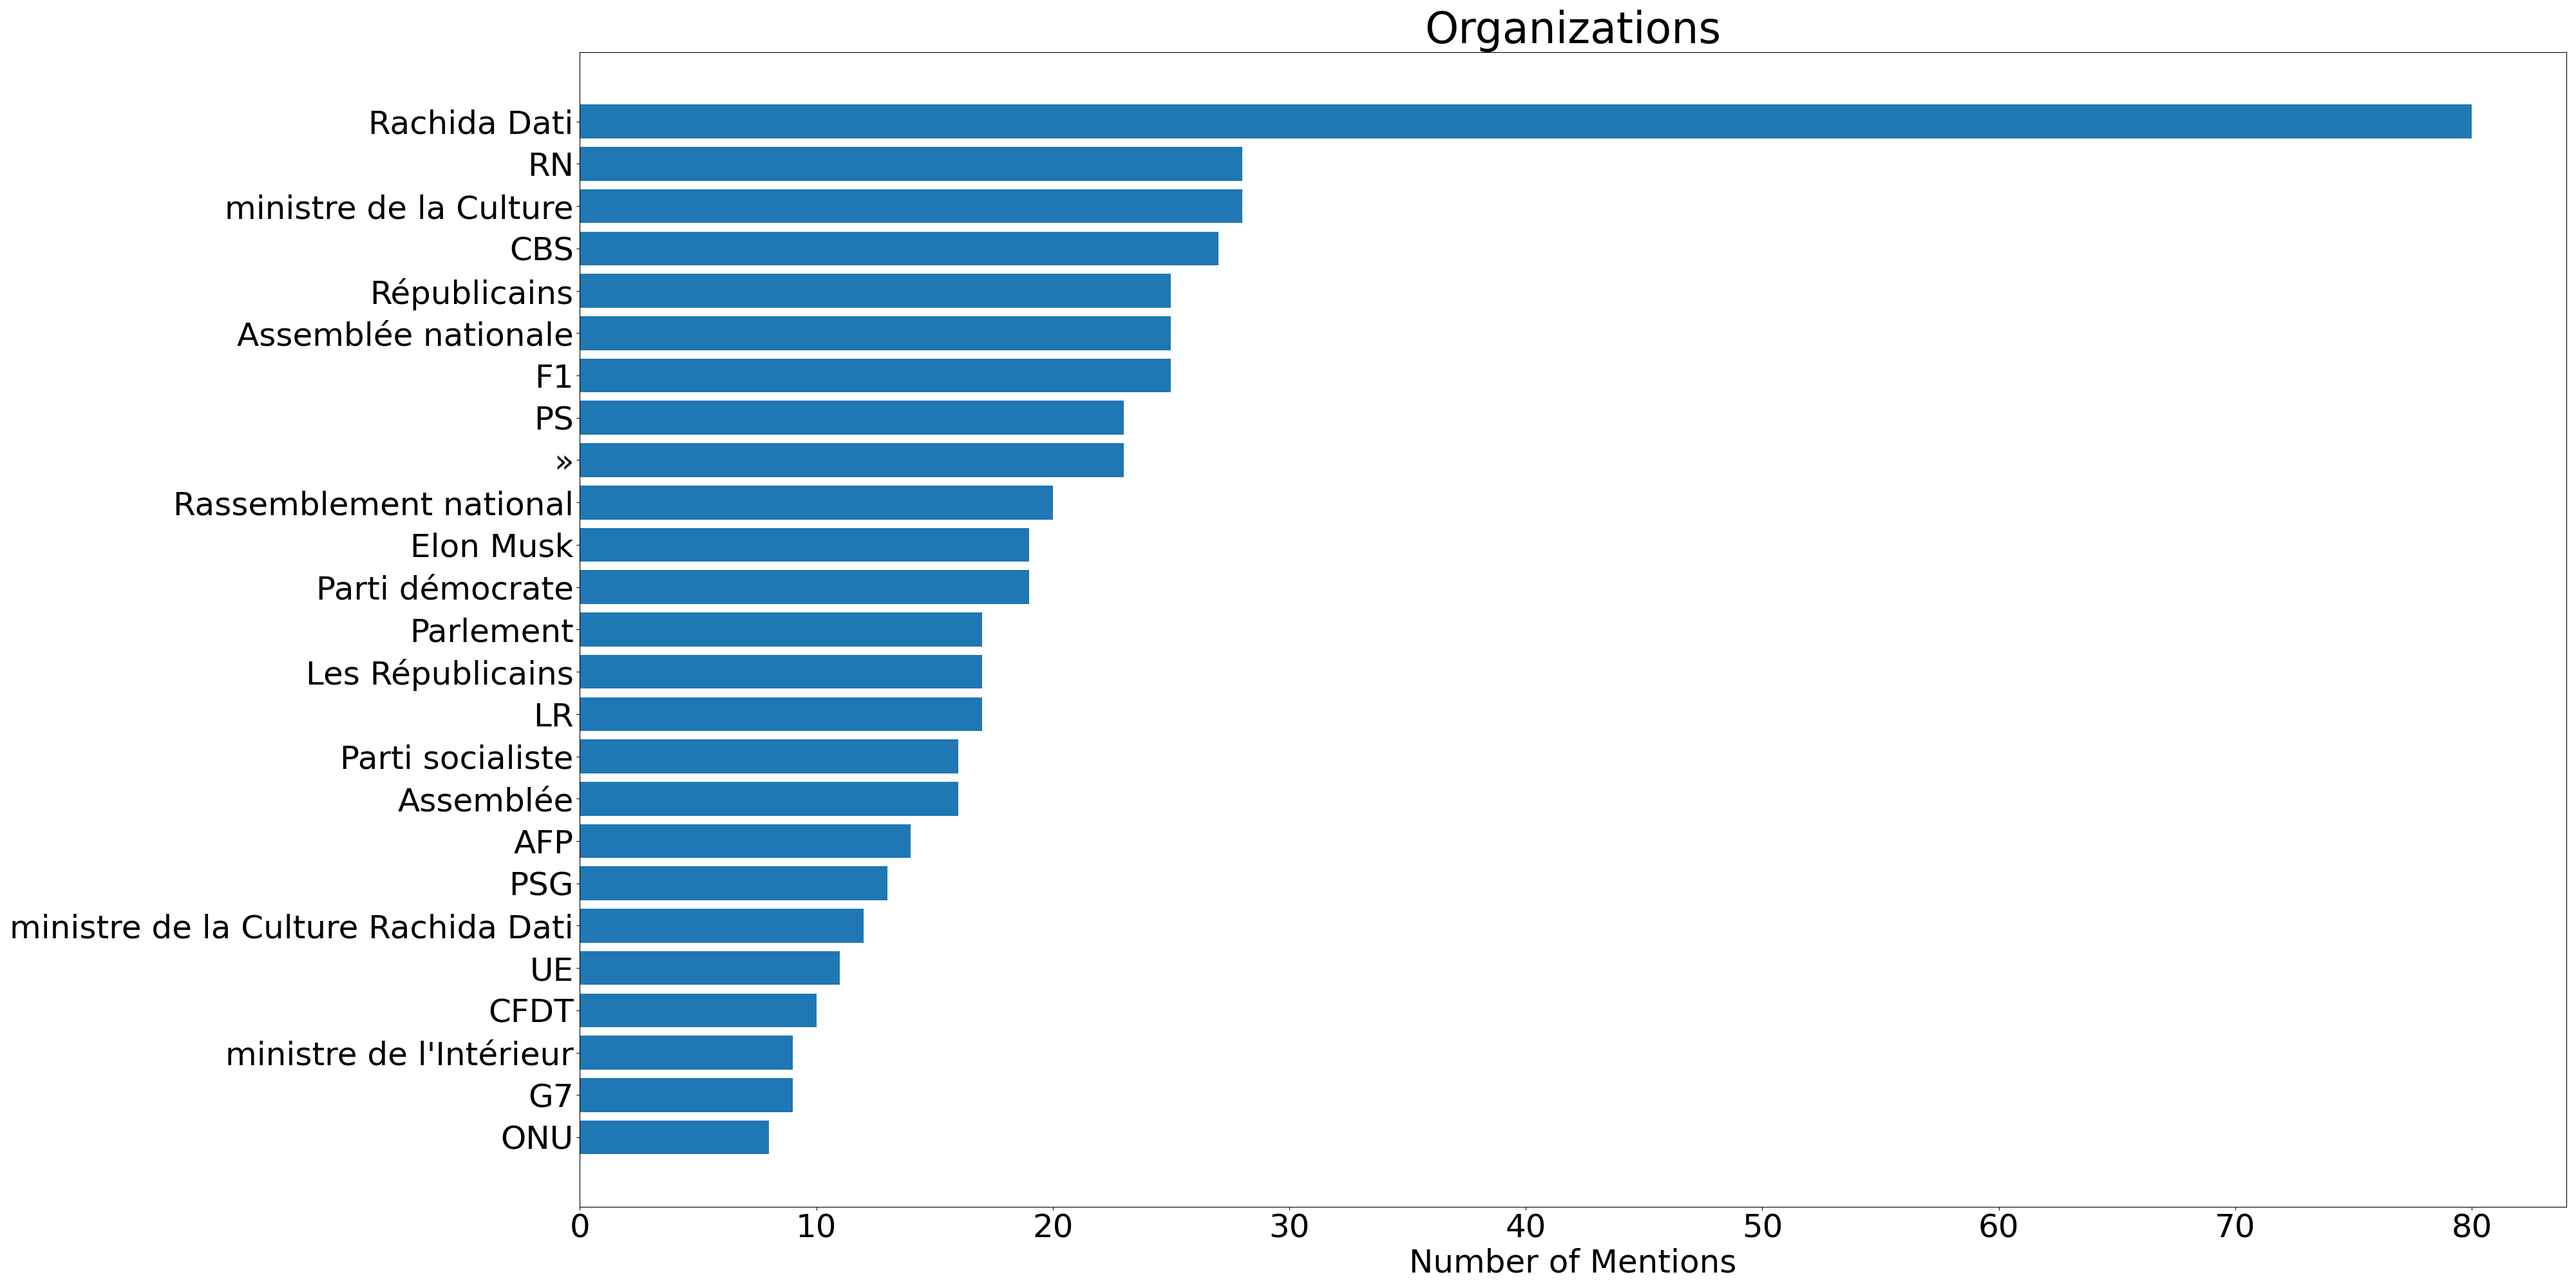 Organizations
Rachida Dati
RN
ministre de la Culture
CBS
Républicains
Assemblée nationale
F1
PS
»
Rassemblement national
Elon Musk
Parti démocrate
Parlement
Les Républicains
LR
Parti socialiste
Assemblée
AFP
PSG
ministre de la Culture Rachida Dati
UE
CFDT
ministre de l'Intérieur
G7
ONU
0 10 20 30 40 50 60 70 80
Number of Mentions